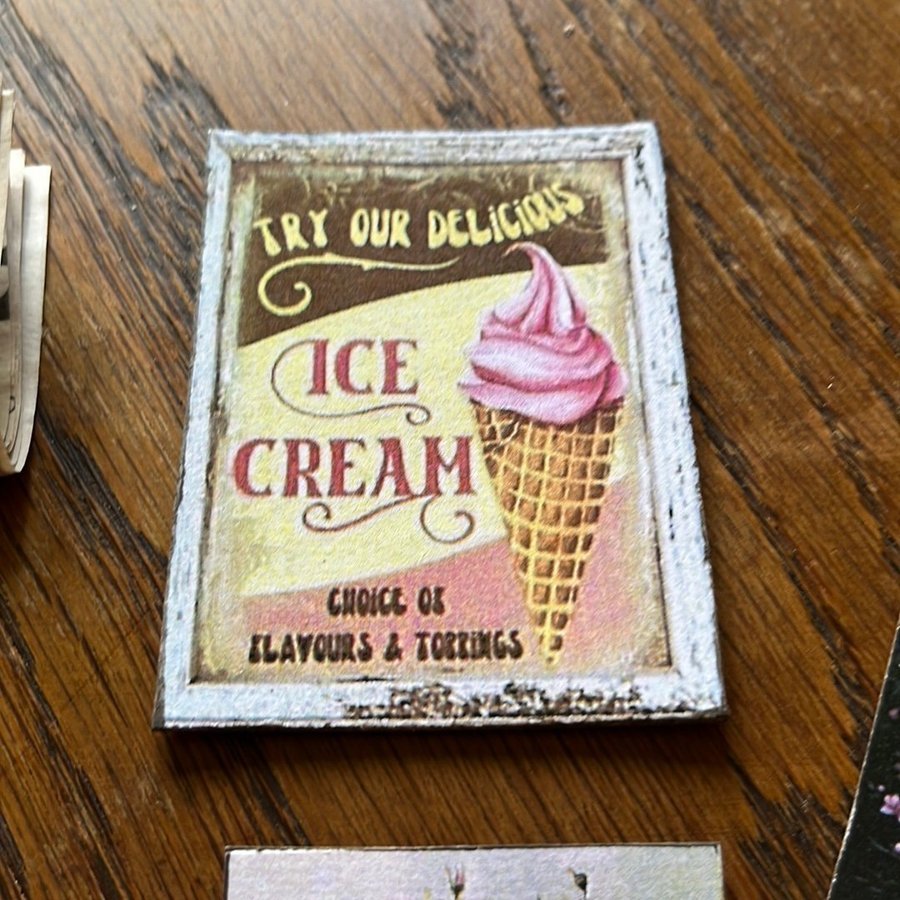 TRY OUR DELICIOUS
ICE
CREAM
CHOICE OF
FLAVOURS & TOPPINGS